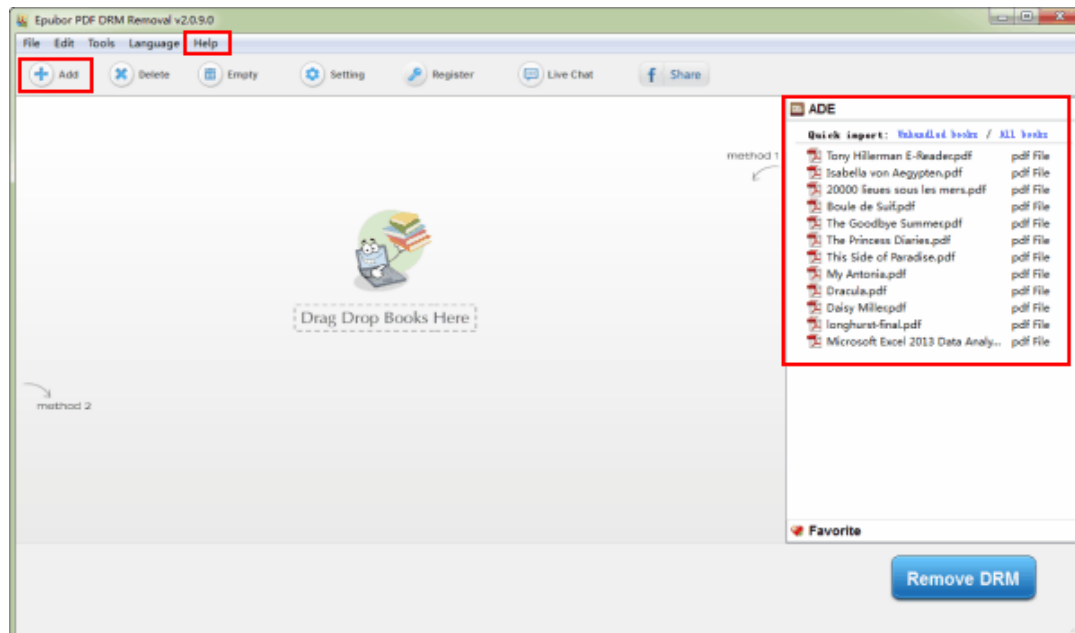 Epubor PDF DRM Removal v2.0.9.0
File Edit Tools Language Help
Add Delete Empty Setting Register Live Chat f Share
ADE
Quick import: Unhandled books / All books
method 1
Tony Hillerman E-Reader.pdf pdf File
Isabella von Aegypten.pdf pdf File
20000 lieues sous les mers.pdf pdf File
Boule de Suif.pdf pdf File
The Goodbye Summer.pdf pdf File
The Princess Diaries.pdf pdf File
This Side of Paradise.pdf pdf File
My Antonia.pdf pdf File
Dracula.pdf pdf File
Daisy Miller.pdf pdf File
longhurst-final.pdf pdf File
Microsoft Excel 2013 Data Analy... pdf File
Drag Drop Books Here
method 2
Favorite
Remove DRM